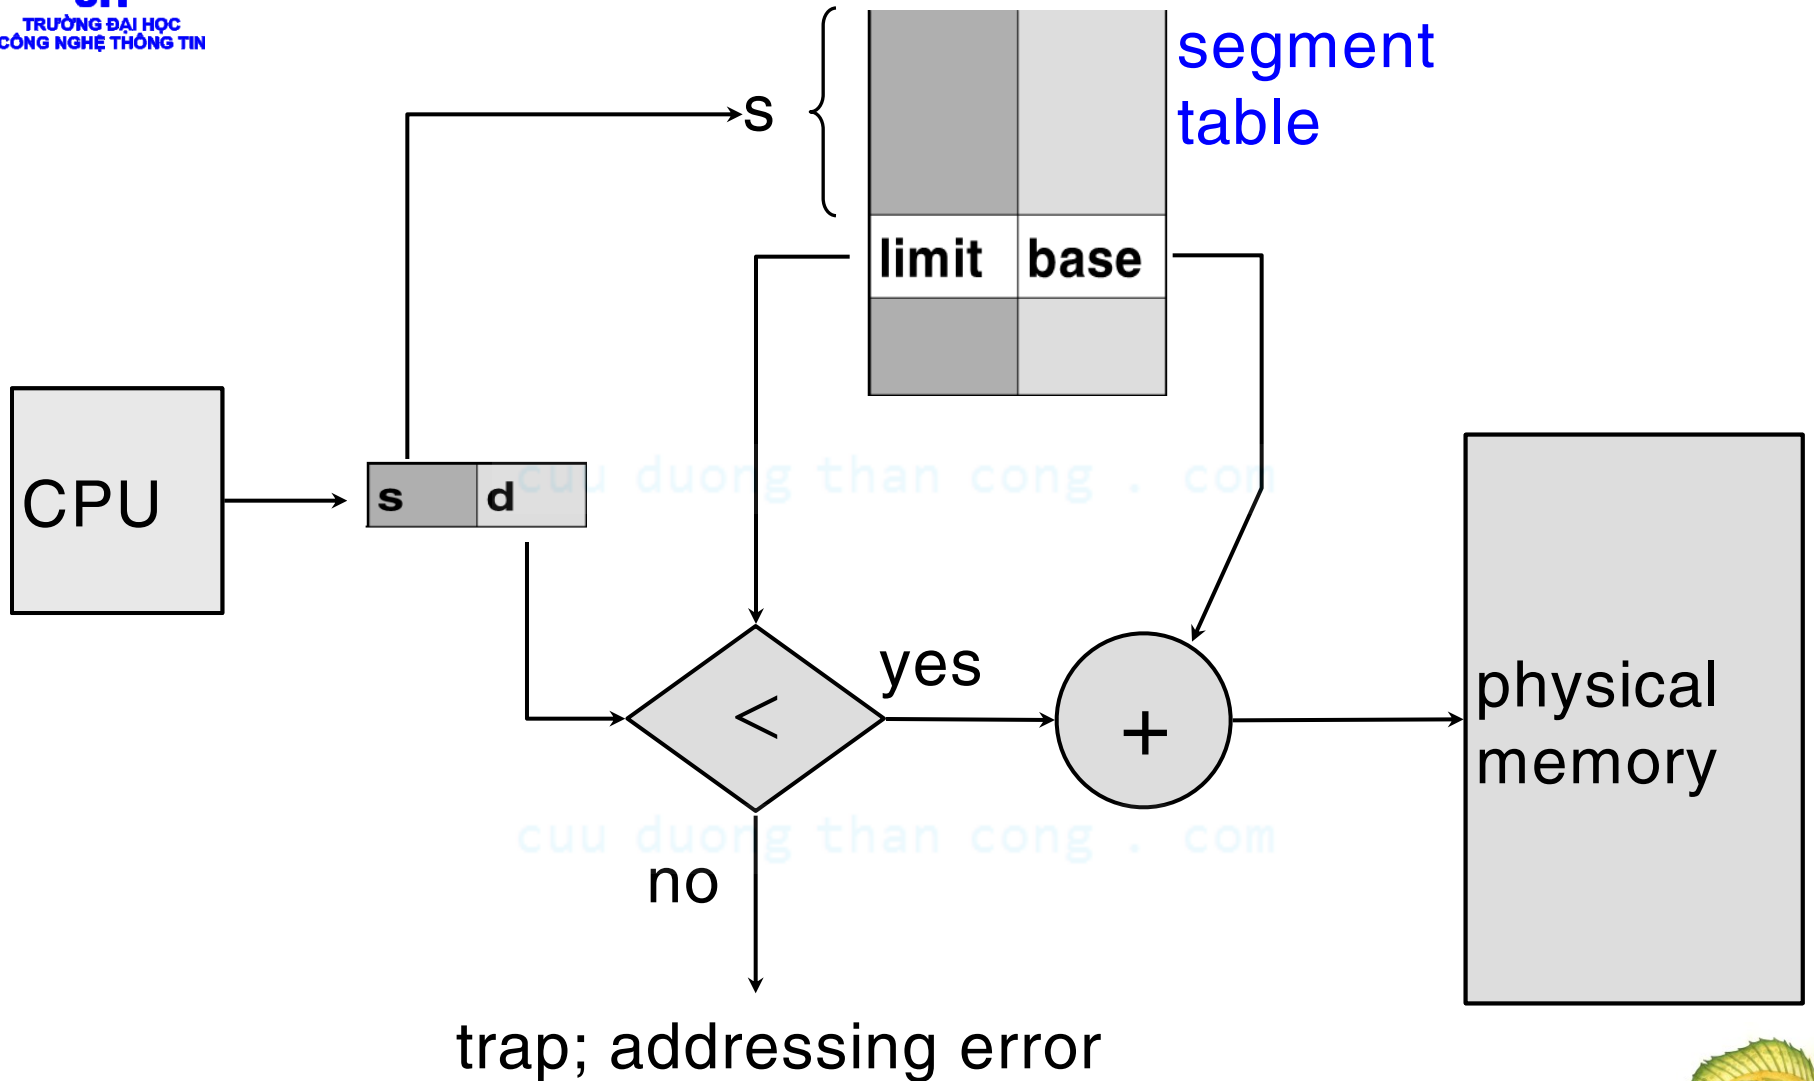 TRƯỜNG ĐẠI HỌC
CÔNG NGHỆ THÔNG TIN
segment
table
s
limit base
CPU
s d
cuu duong than cong . com
yes
<
+
physical
memory
cuu duong than cong . com
no
trap; addressing error